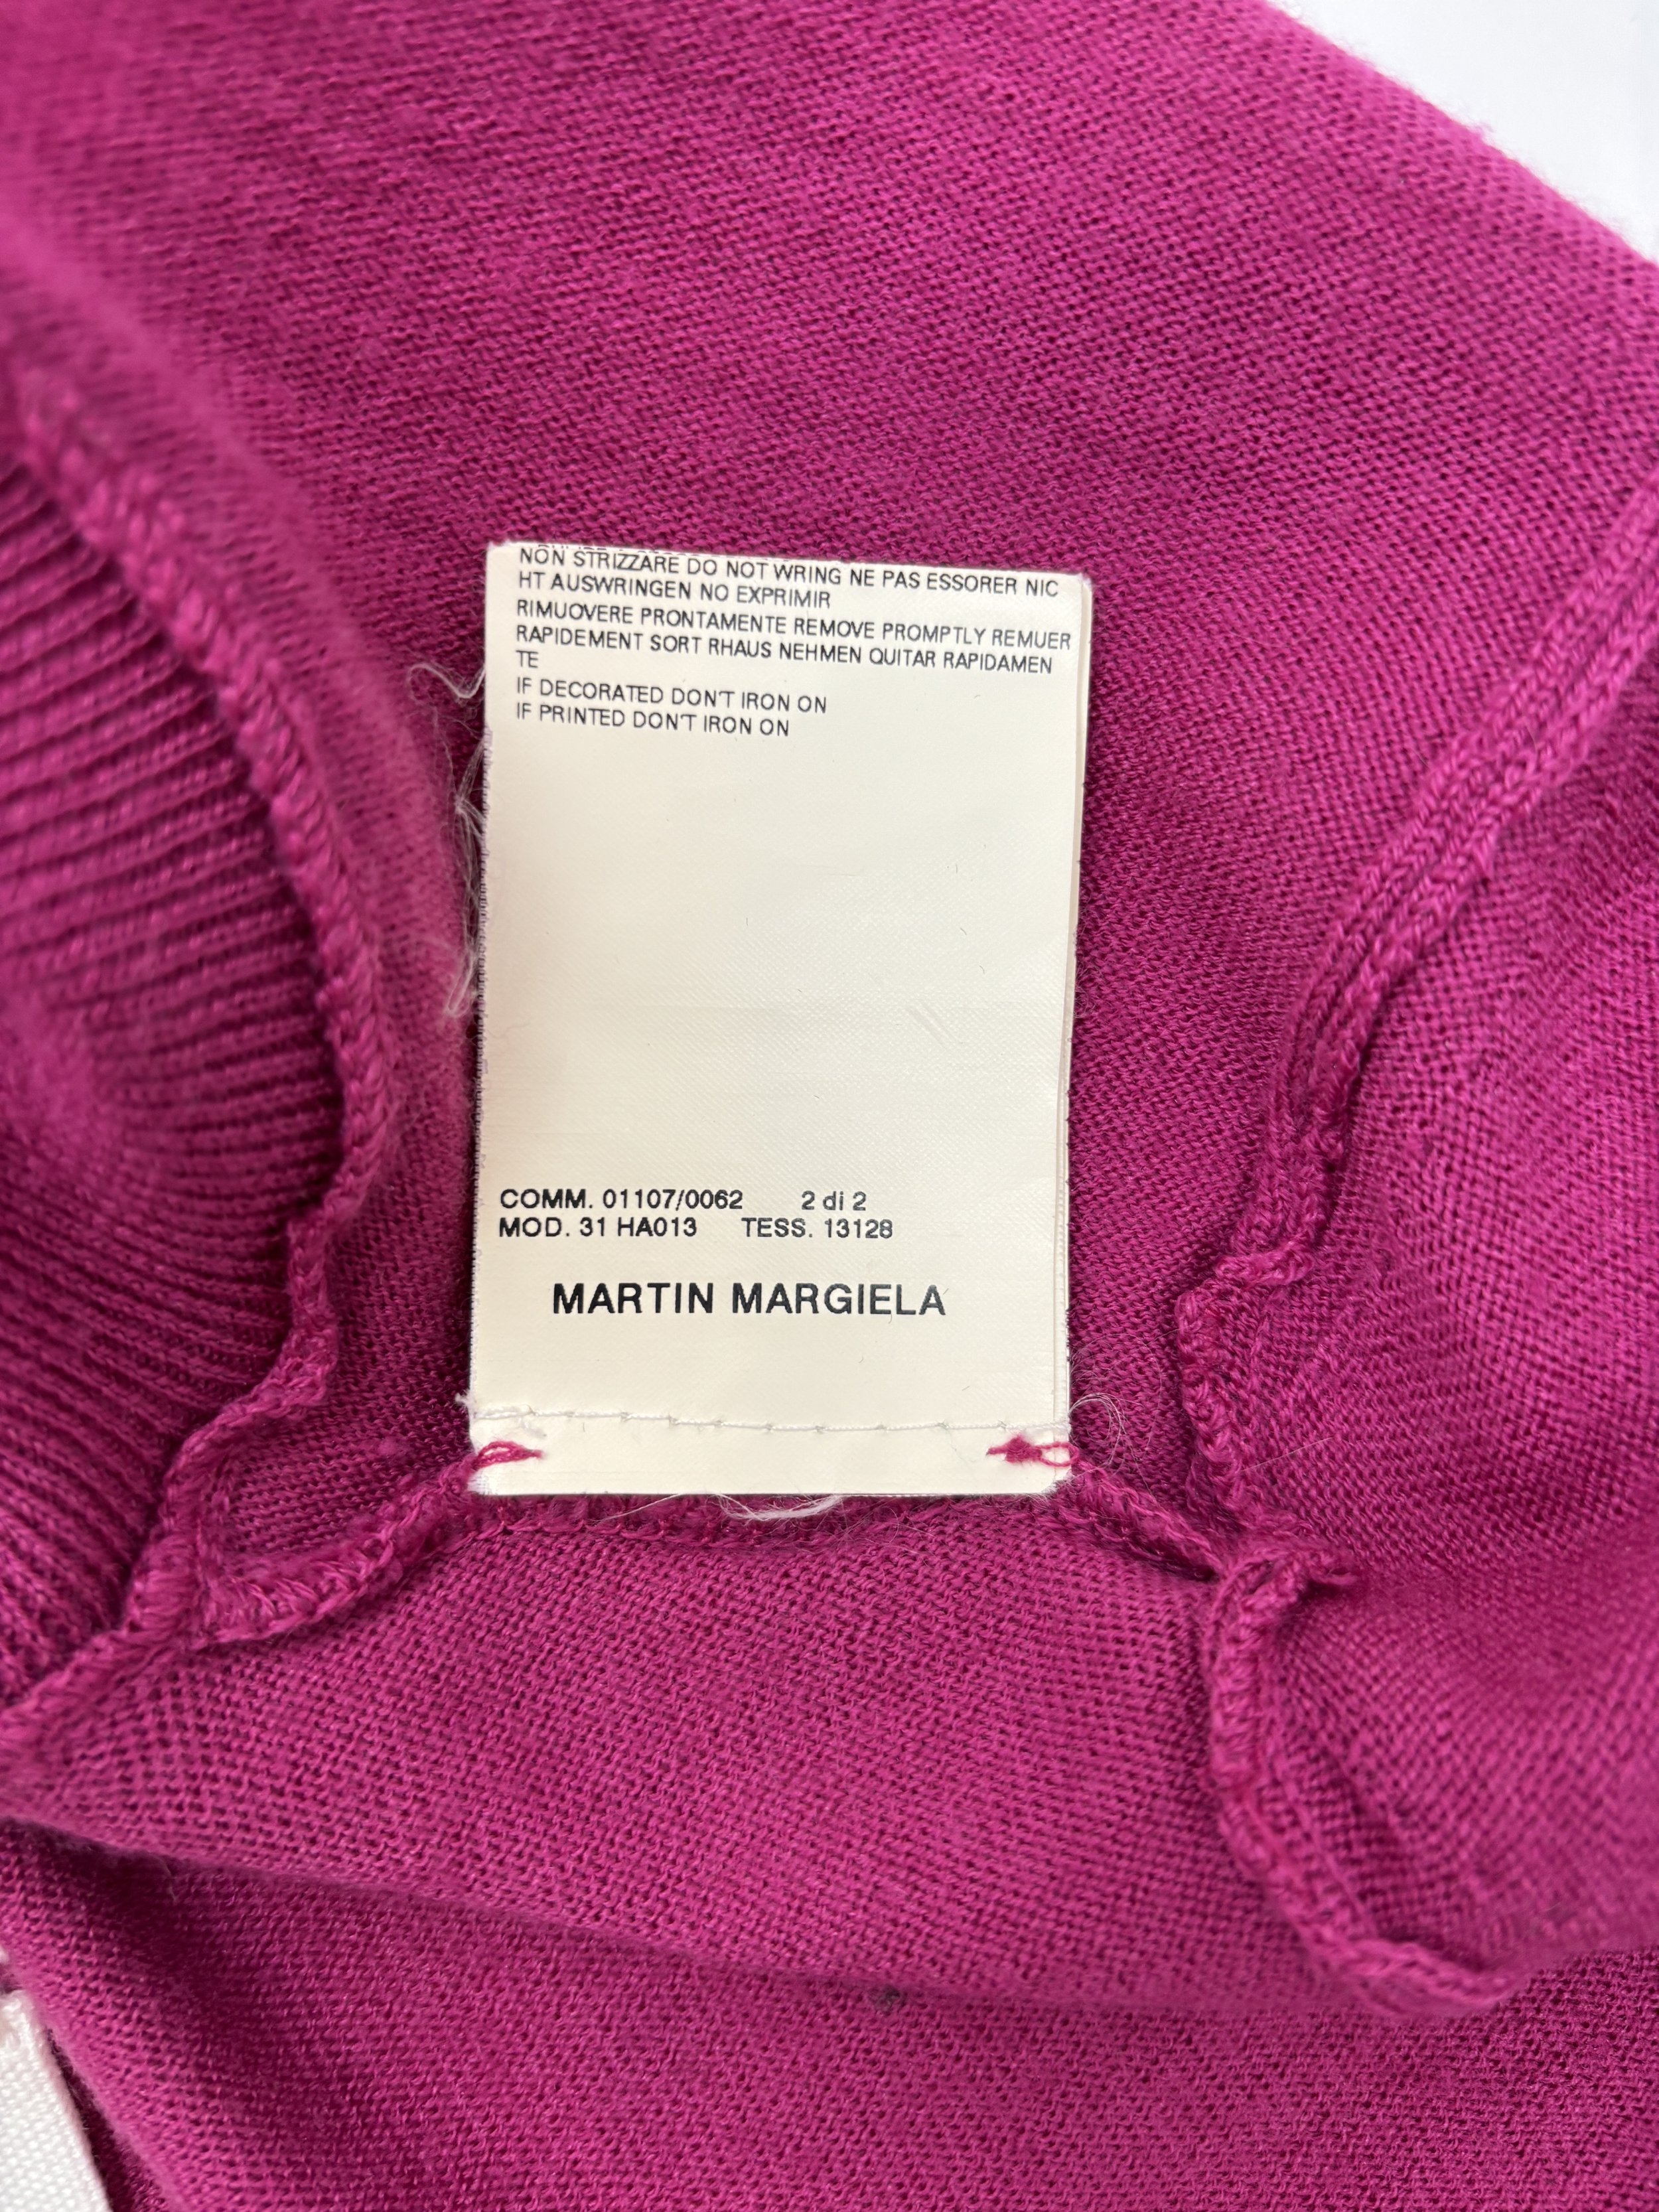 NON STRIZZARE DO NOT WRING NE PAS ESSORER NIC
HT AUSWRINGEN NO EXPRIMIR
RIMUOVERE PRONTAMENTE REMOVE PROMPTLY REMUER
RAPIDEMENT SORT RHAUS NEHMEN QUITAR RAPIDAMEN
TE
IF DECORATED DON'T IRON ON
IF PRINTED DON'T IRON ON
COMM. 01107/0062 2 di 2
MOD. 31 HA013 TESS. 13128
MARTIN MARGIELA